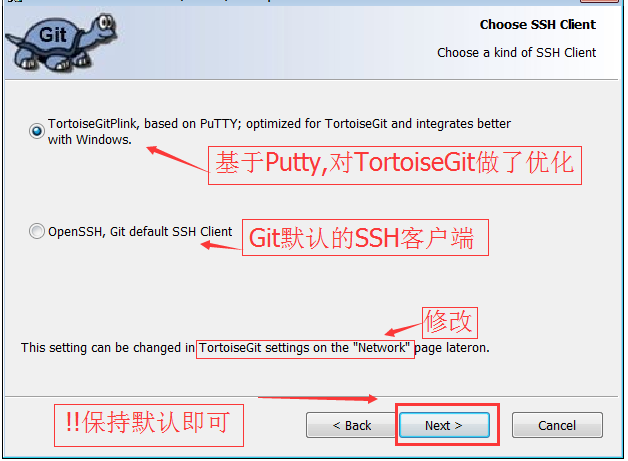 Git
Choose SSH Client
Choose a kind of SSH Client
TortoiseGitPlink, based on PuTTY; optimized for TortoiseGit and integrates better
with Windows.
基于Putty,对TortoiseGit做了优化
OpenSSH, Git default SSH Client
Git默认的SSH客户端
修改
This setting can be changed in TortoiseGit settings on the "Network" page lateron.
!!保持默认即可
< Back
Next >
Cancel